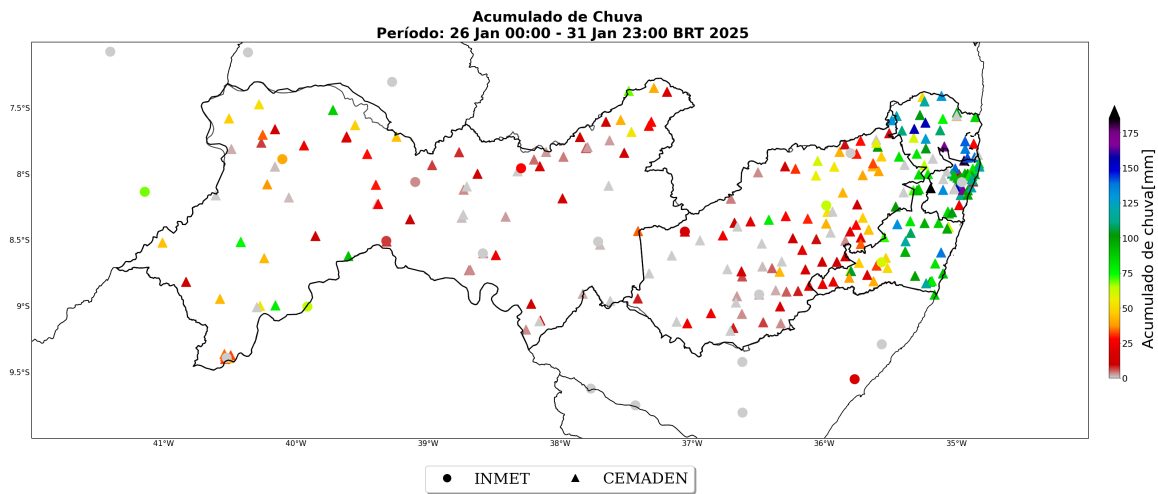 Acumulado de Chuva
Período: 26 Jan 00:00 - 31 Jan 23:00 BRT 2025
7.5°S
8°S
8.5°S
9°S
9.5°S
41°W 40°W 39°W 38°W 37°W 36°W 35°W
175
150
125
100
75
50
25
0
Acumulado de chuva[mm]
INMET CEMADEN